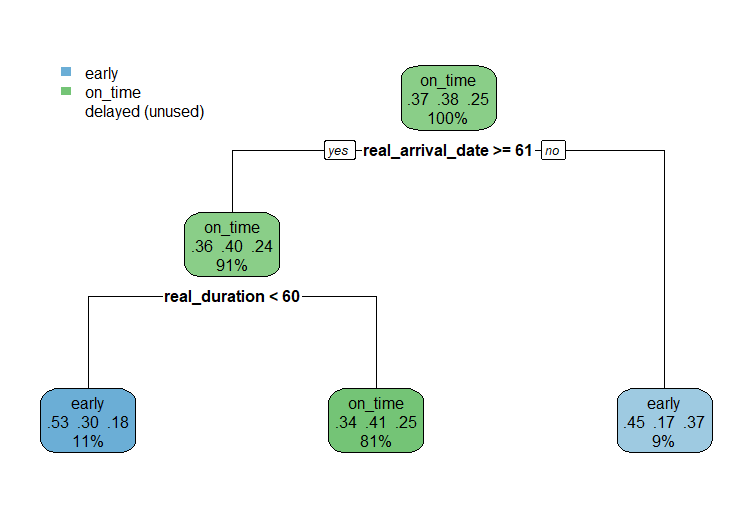 early
on_time
delayed (unused)
on_time
.37 .38 .25
100%
yes real_arrival_date >= 61 no
on_time
.36 .40 .24
91%
real_duration < 60
early
.53 .30 .18
11%
on_time
.34 .41 .25
81%
early
.45 .17 .37
9%